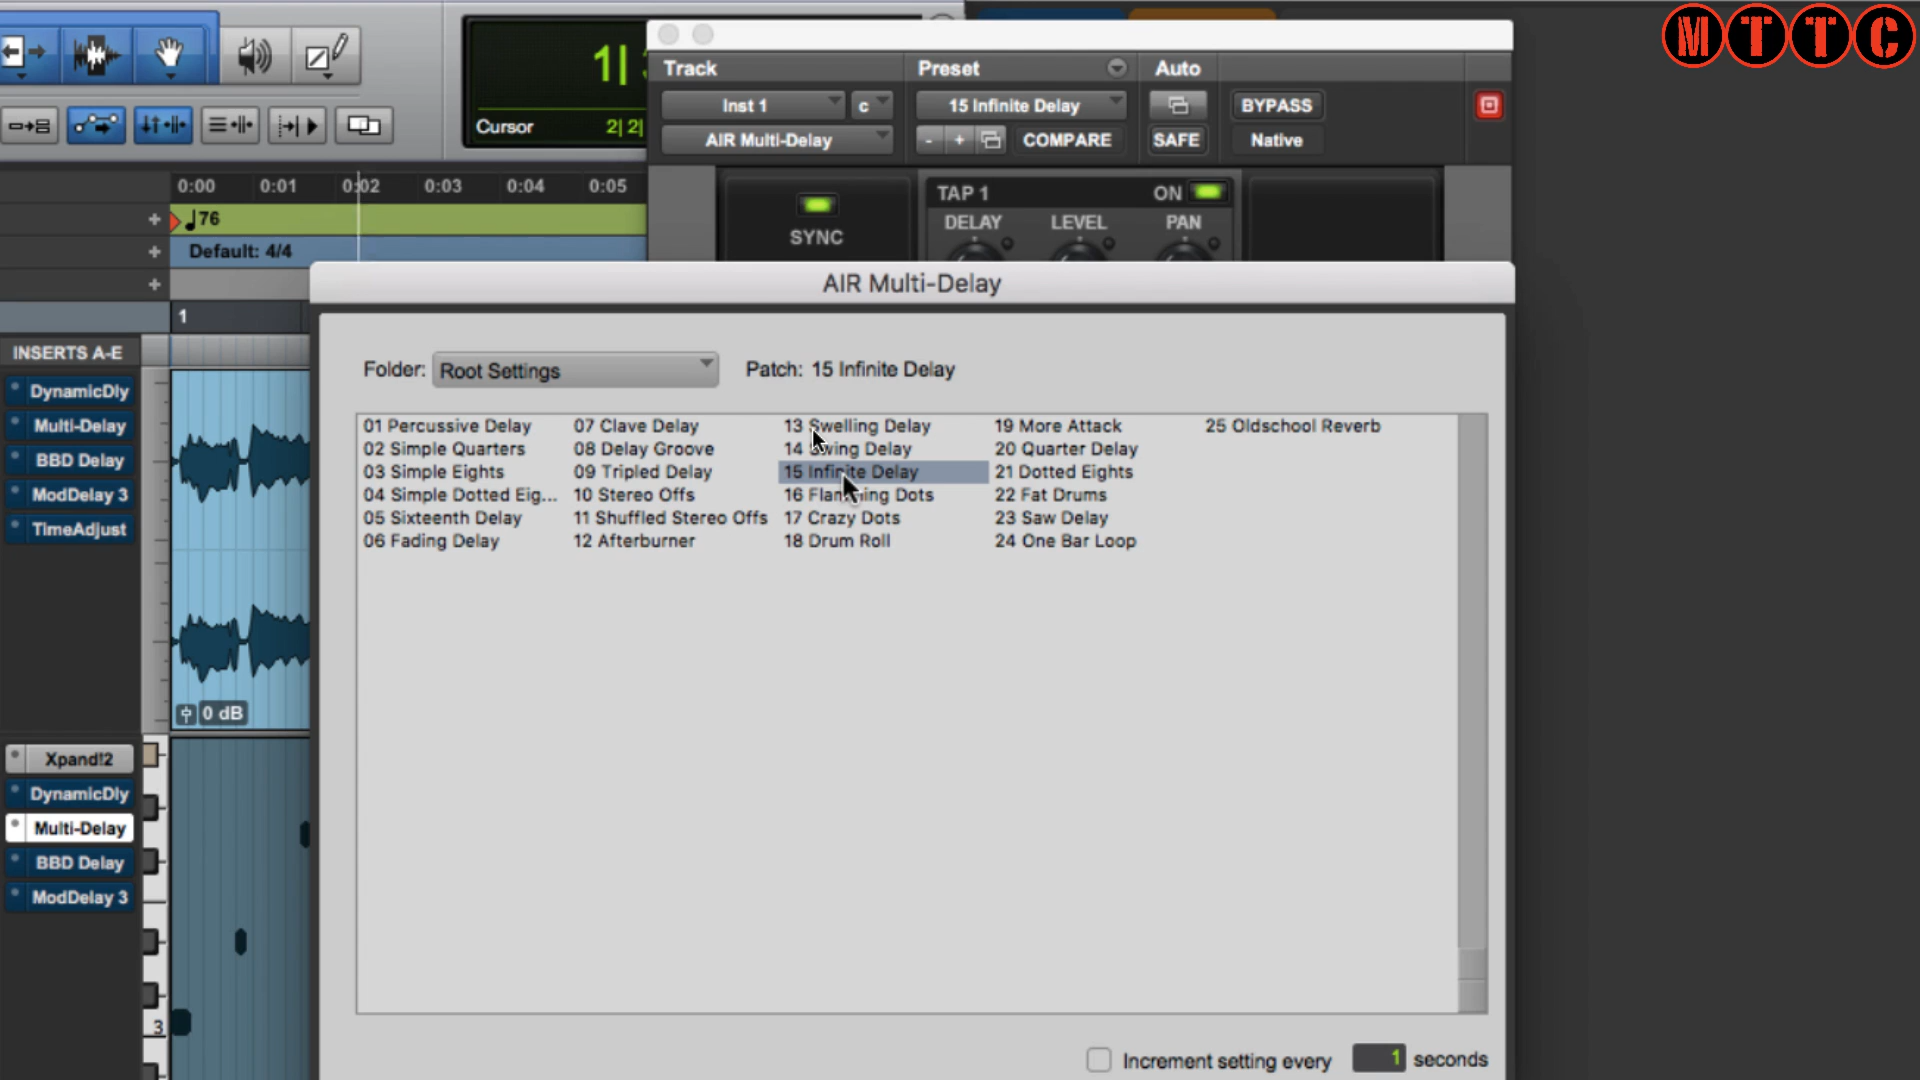 MTTC
Track
Preset
Auto
Inst 1
c
15 Infinite Delay
BYPASS
AIR Multi-Delay
- +
COMPARE
SAFE
Native
1|
Cursor
2| 2|
0:00 0:01 0:02 0:03 0:04 0:05
76
Default: 4/4
1
SYNC
TAP 1
ON
DELAY
LEVEL
PAN
AIR Multi-Delay
Folder: Root Settings
Patch: 15 Infinite Delay
01 Percussive Delay
02 Simple Quarters
03 Simple Eights
04 Simple Dotted Eig...
05 Sixteenth Delay
06 Fading Delay
07 Clave Delay
08 Delay Groove
09 Tripled Delay
10 Stereo Offs
11 Shuffled Stereo Offs
12 Afterburner
13 Swelling Delay
14 Swing Delay
15 Infinite Delay
16 Flamming Dots
17 Crazy Dots
18 Drum Roll
19 More Attack
20 Quarter Delay
21 Dotted Eights
22 Fat Drums
23 Saw Delay
24 One Bar Loop
25 Oldschool Reverb
Increment setting every 1 seconds
INSERTS A-E
DynamicDly
Multi-Delay
BBD Delay
ModDelay 3
TimeAdjust
0 dB
Xpand!2
DynamicDly
Multi-Delay
BBD Delay
ModDelay 3
3